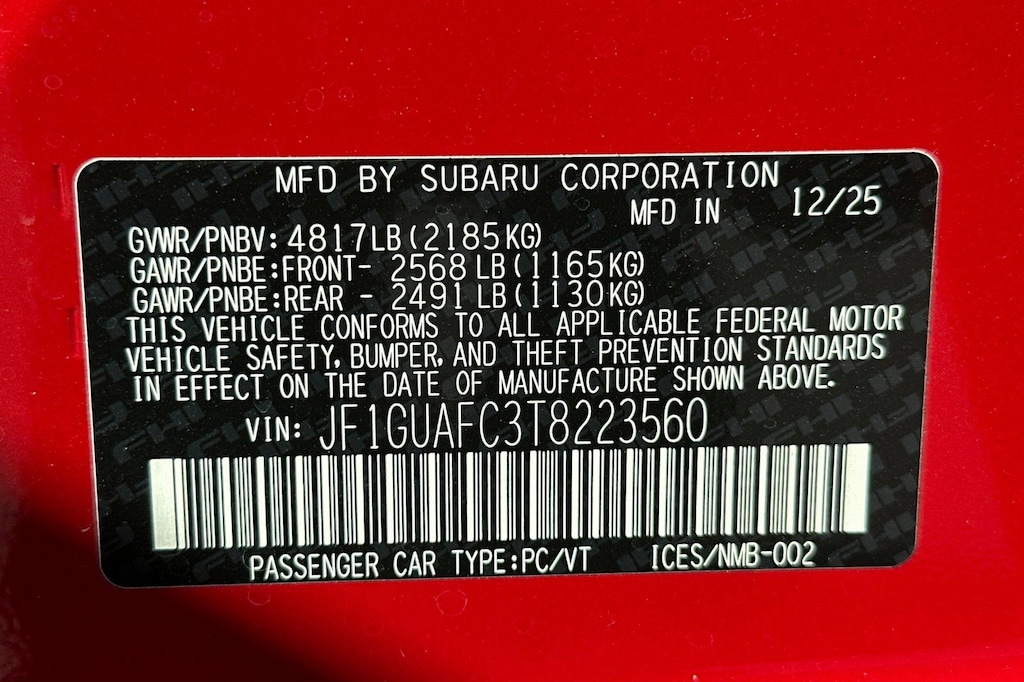 MFD BY SUBARU CORPORATION
MFD IN 12/25
GVWR/PNBV: 4817LB(2185KG)
GAWR/PNBE:FRONT- 2568LB(1165KG)
GAWR/PNBE:REAR - 2491LB(1130KG)
THIS VEHICLE CONFORMS TO ALL APPLICABLE FEDERAL MOTOR
VEHICLE SAFETY, BUMPER, AND THEFT PREVENTION STANDARDS
IN EFFECT ON THE DATE OF MANUFACTURE SHOWN ABOVE.
VIN: JF1GUAFC3T8223560
PASSENGER CAR TYPE:PC/VT ICES/NMB-002